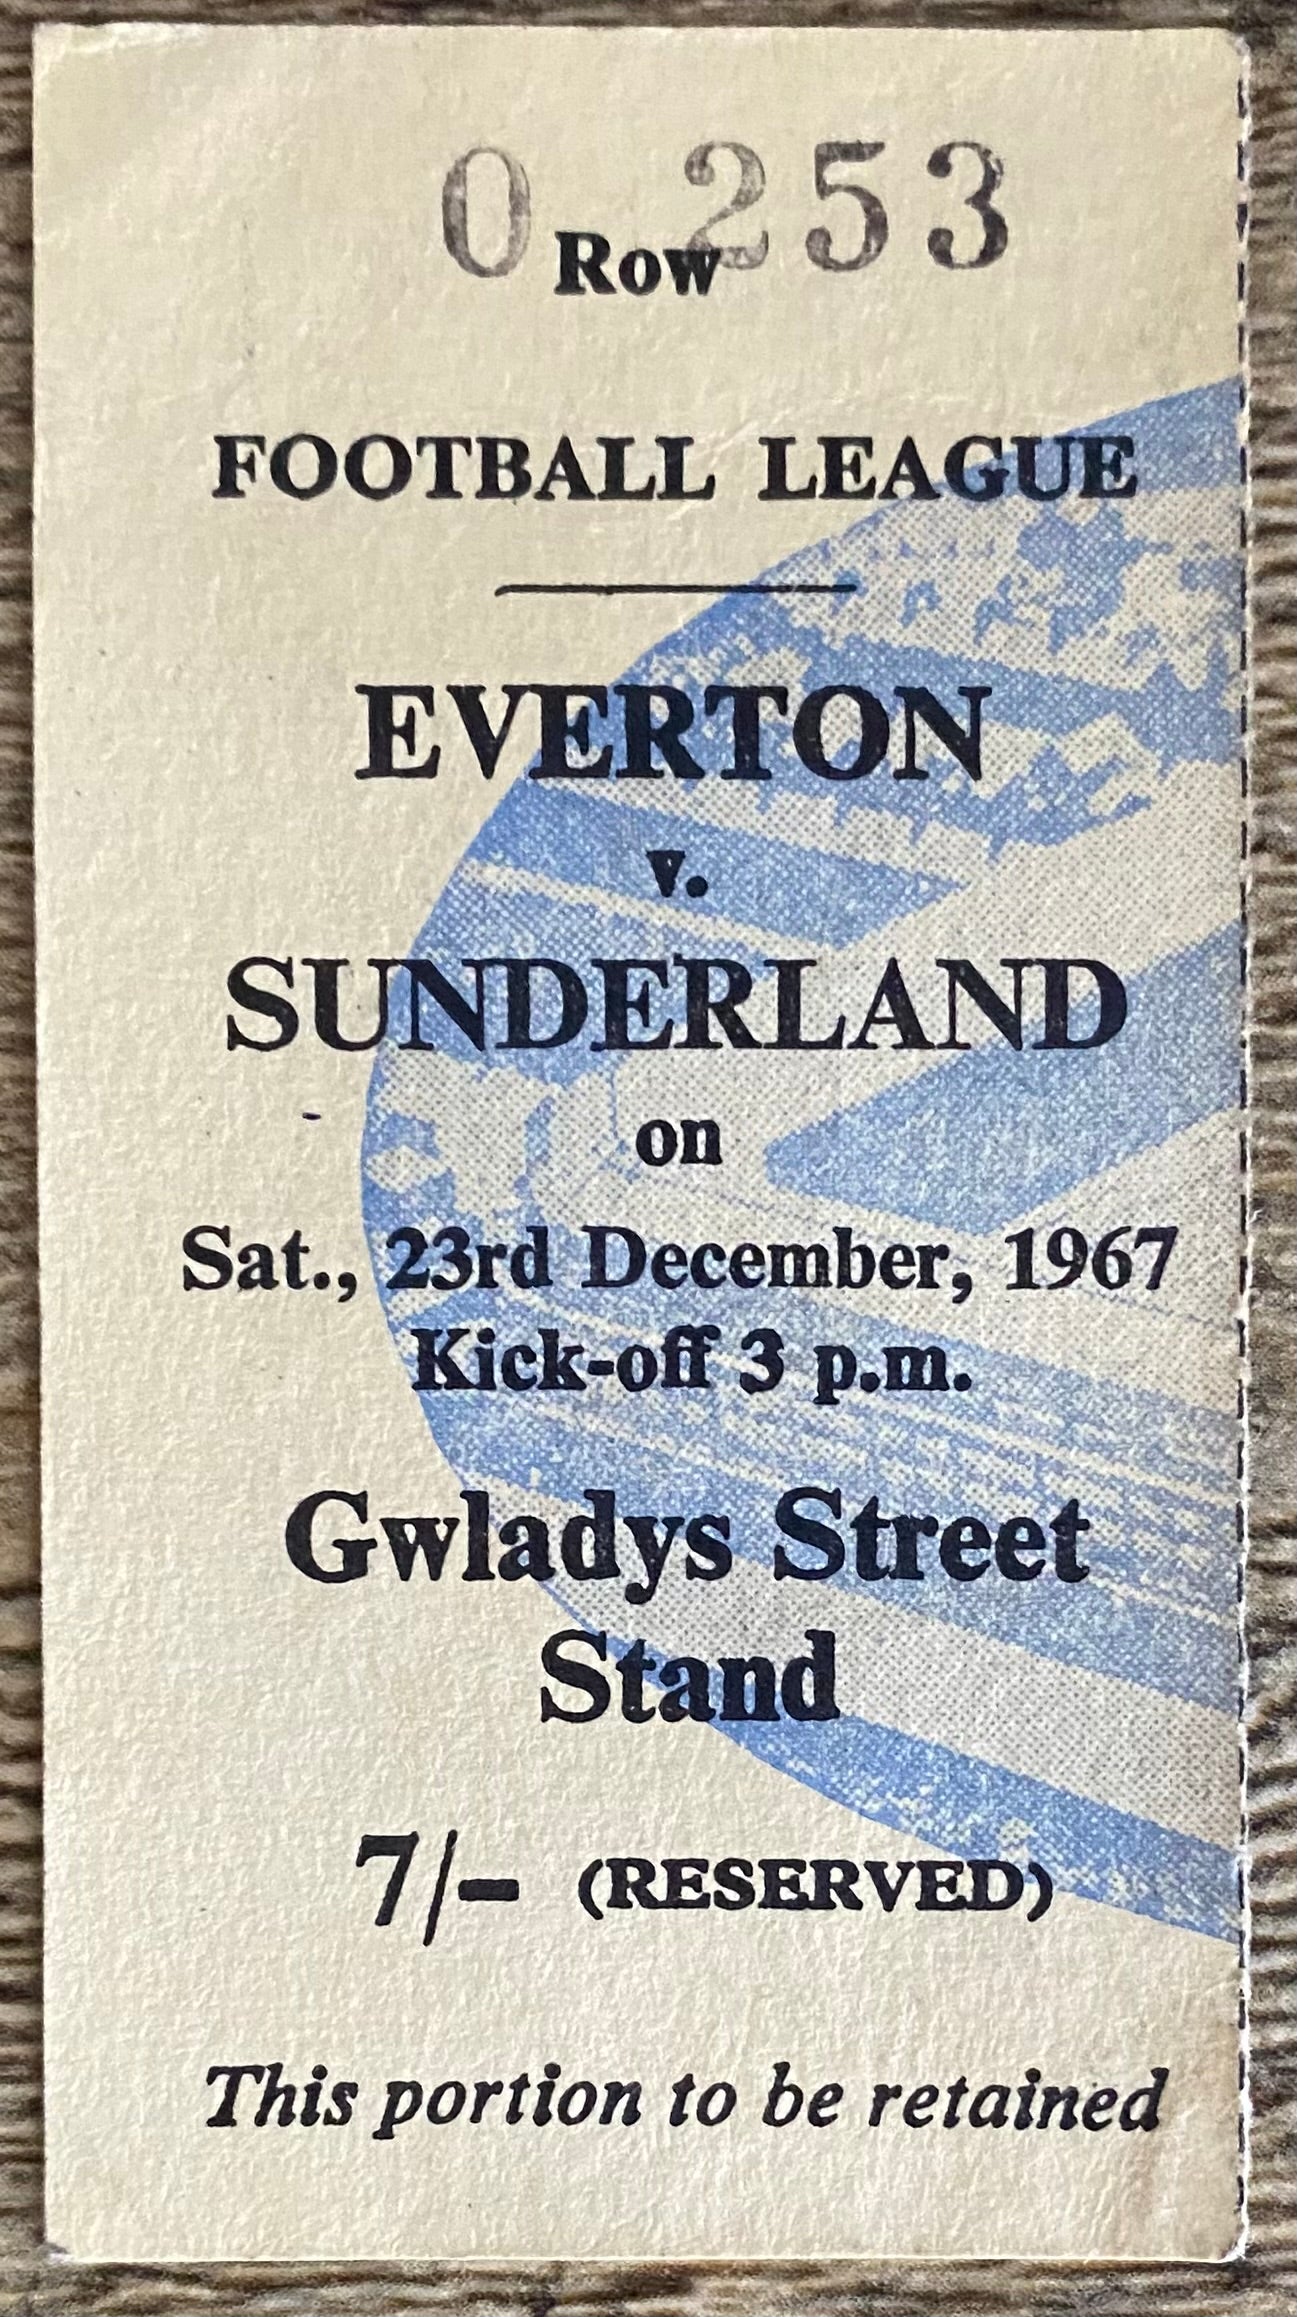 O Row 253
FOOTBALL LEAGUE
EVERTON
v.
SUNDERLAND
on
Sat., 23rd December, 1967
Kick-off 3 p.m.
Gwladys Street
Stand
7/- (RESERVED)
This portion to be retained